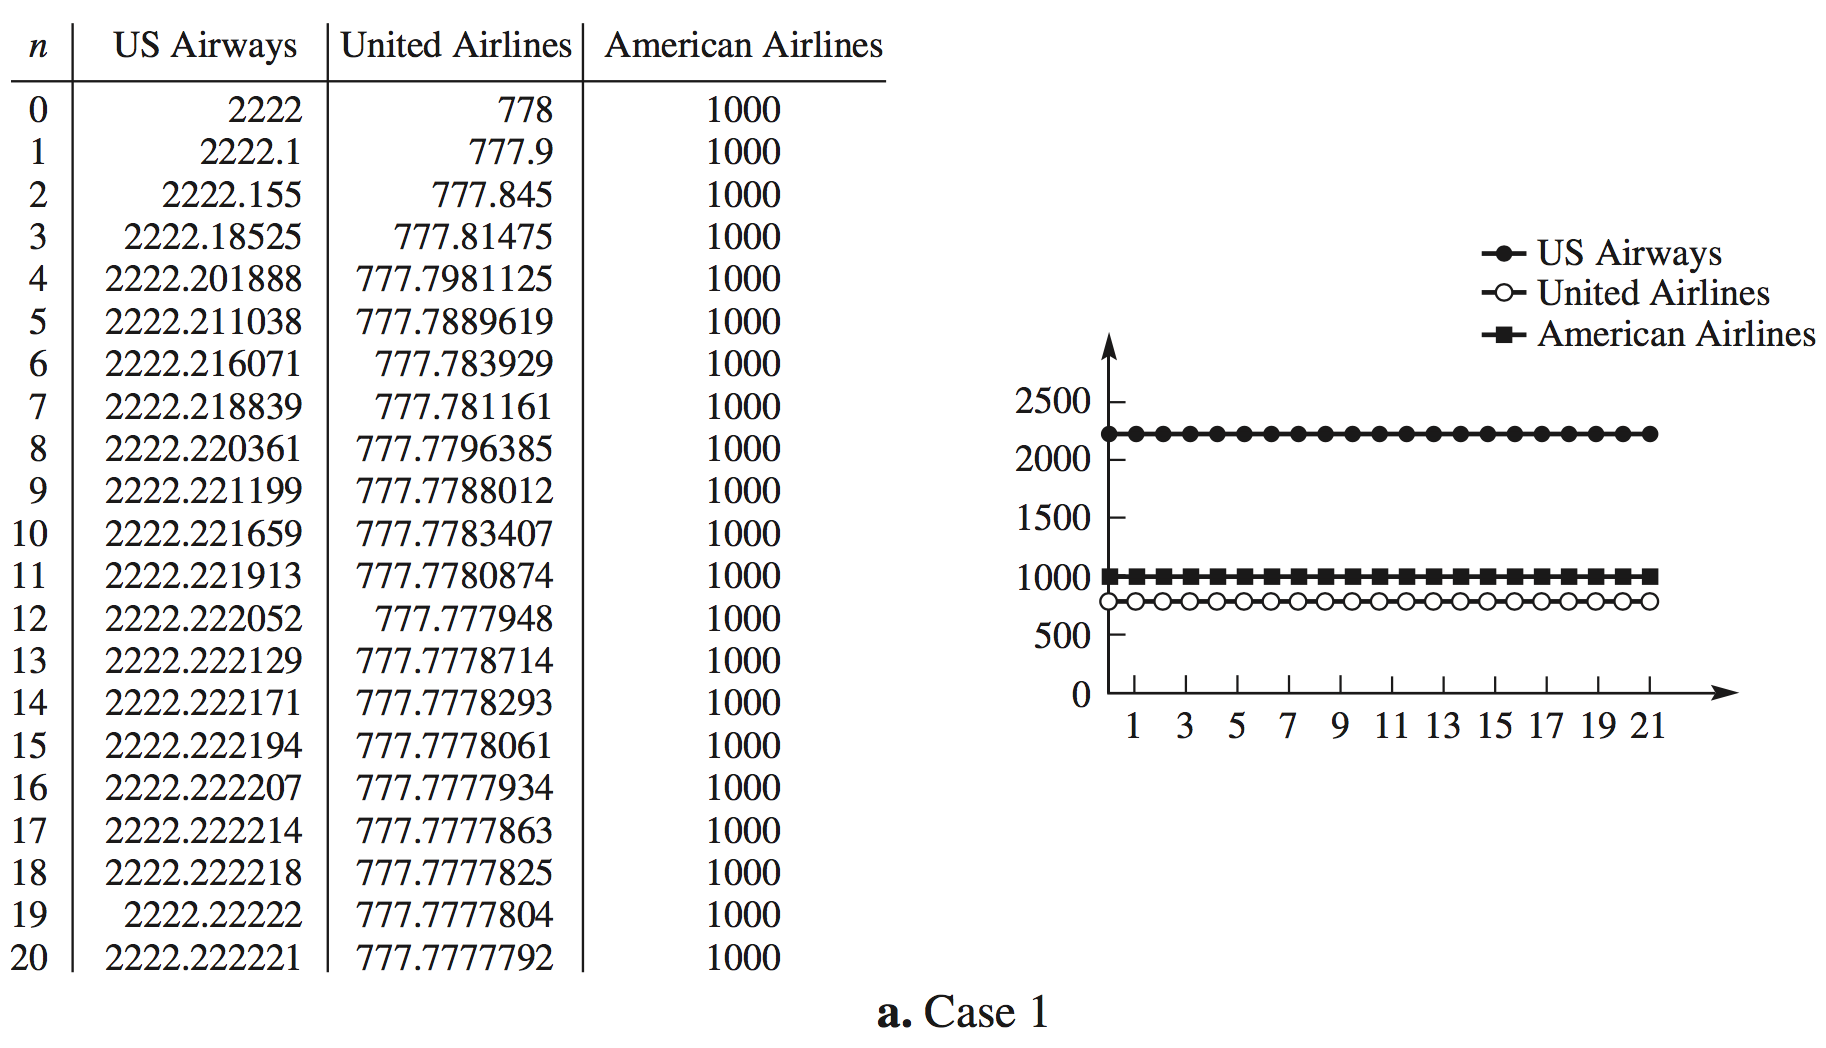 n US Airways United Airlines American Airlines
0 2222 778 1000
1 2222.1 777.9 1000
2 2222.155 777.845 1000
3 2222.18525 777.81475 1000
4 2222.201888 777.7981125 1000
5 2222.211038 777.7889619 1000
6 2222.216071 777.783929 1000
7 2222.218839 777.781161 1000
8 2222.220361 777.7796385 1000
9 2222.221199 777.7788012 1000
10 2222.221659 777.7783407 1000
11 2222.221913 777.7780874 1000
12 2222.222052 777.777948 1000
13 2222.222129 777.7778714 1000
14 2222.222171 777.7778293 1000
15 2222.222194 777.7778061 1000
16 2222.222207 777.7777934 1000
17 2222.222214 777.7777863 1000
18 2222.222218 777.7777825 1000
19 2222.22222 777.7777804 1000
20 2222.222221 777.7777792 1000
US Airways
United Airlines
American Airlines
2500
2000
1500
1000
500
0
1 3 5 7 9 11 13 15 17 19 21
a. Case 1